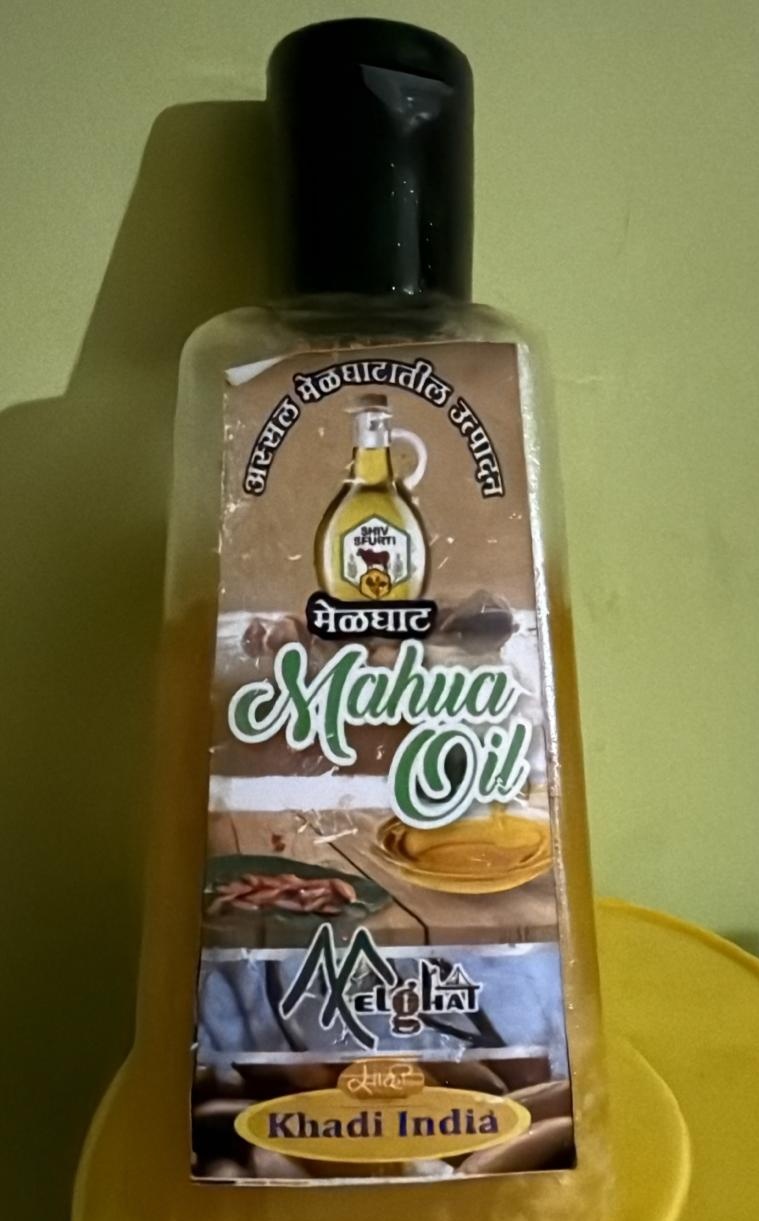 अस्सल मेळघाटातील उत्पादन
SHIV
SFURTI
मेळघाट
Mahua
Oil
MElgHAT
Khadi India